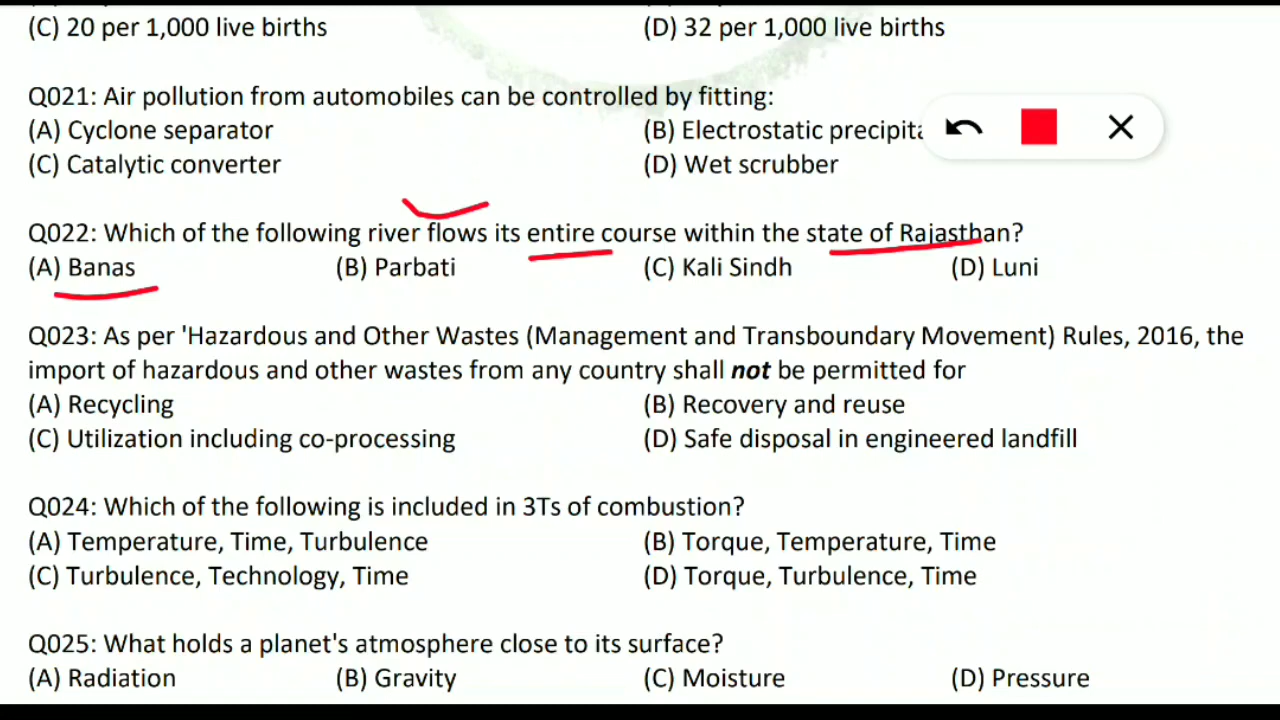 (C) 20 per 1,000 live births (D) 32 per 1,000 live births
Q021: Air pollution from automobiles can be controlled by fitting:
(A) Cyclone separator (B) Electrostatic
(C) Catalytic converter (D) Wet scrubber
Q022: Which of the following river flows its entire course within the state of Rajasthan?
(A) Banas (B) Parbati (C) Kali Sindh (D) Luni
Q023: As per 'Hazardous and Other Wastes (Management and Transboundary Movement) Rules, 2016, the
import of hazardous and other wastes from any country shall not be permitted for
(A) Recycling (B) Recovery and reuse
(C) Utilization including co-processing (D) Safe disposal in engineered landfill
Q024: Which of the following is included in 3Ts of combustion?
(A) Temperature, Time, Turbulence (B) Torque, Temperature, Time
(C) Turbulence, Technology, Time (D) Torque, Turbulence, Time
Q025: What holds a planet's atmosphere close to its surface?
(A) Radiation (B) Gravity (C) Moisture (D) Pressure